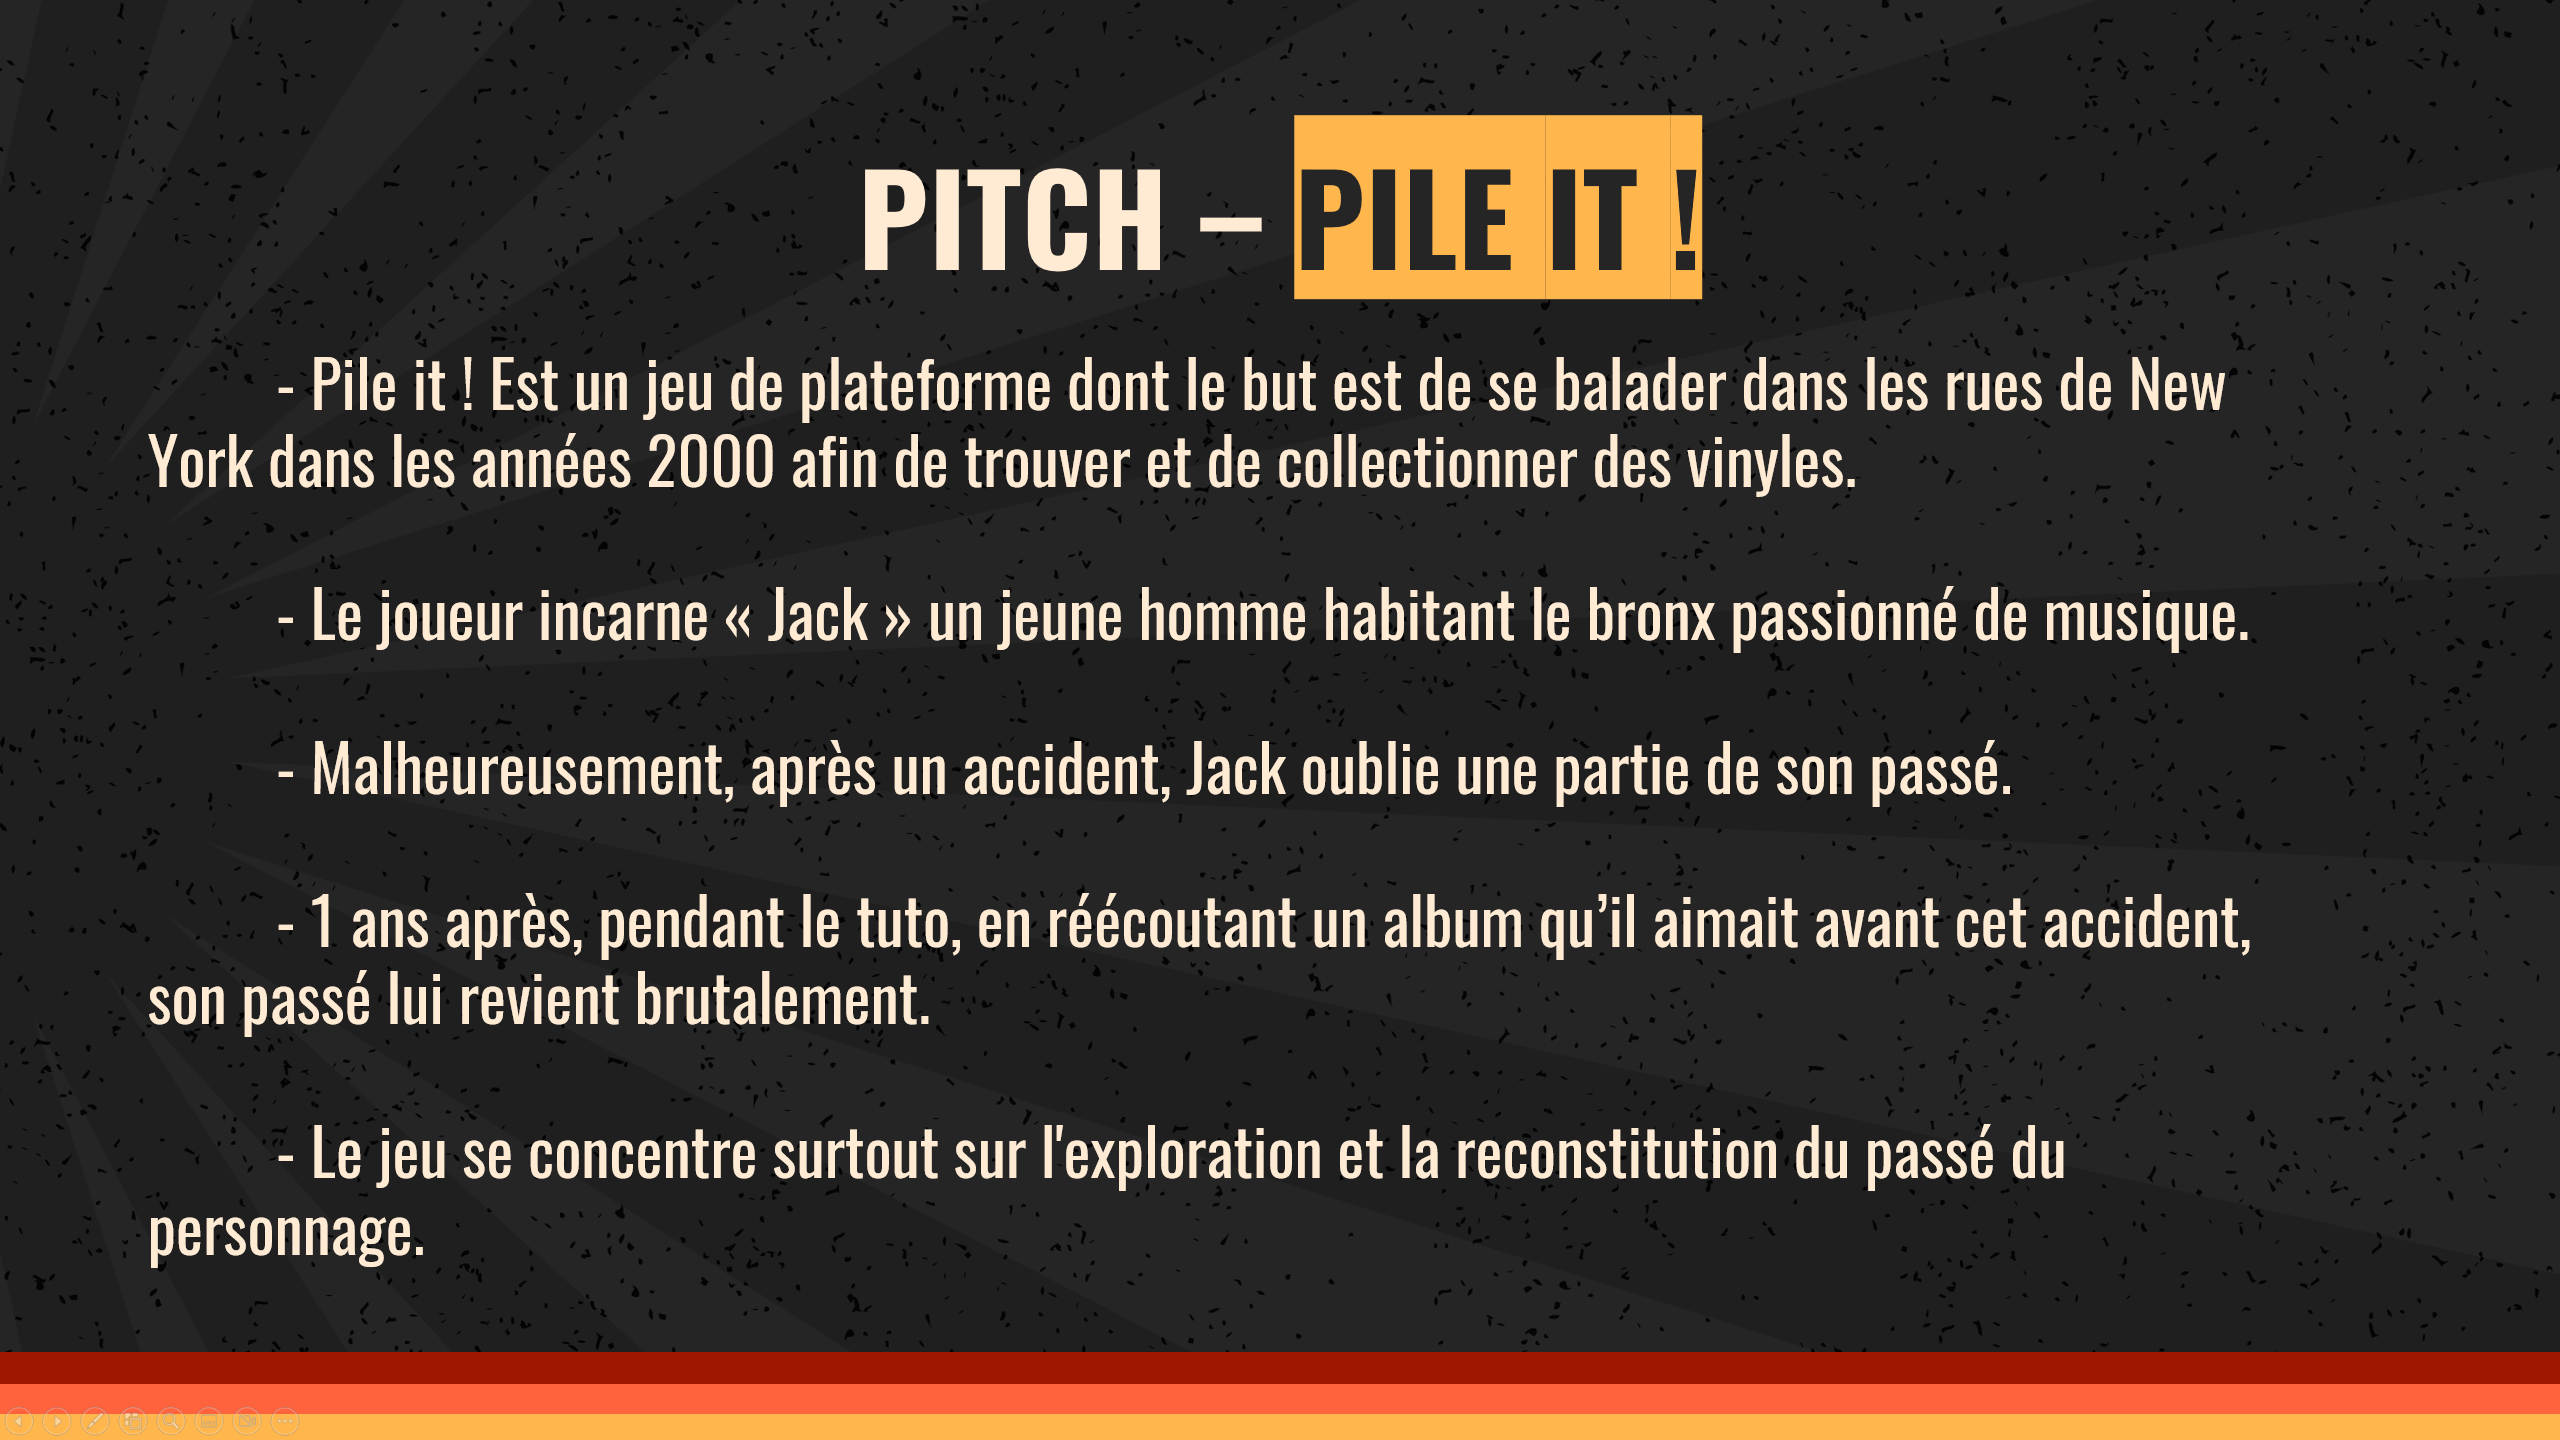 PITCH – PILE IT !
- Pile it ! Est un jeu de plateforme dont le but est de se balader dans les rues de New
York dans les années 2000 afin de trouver et de collectionner des vinyles.
- Le joueur incarne « Jack » un jeune homme habitant le bronx passionné de musique.
- Malheureusement, après un accident, Jack oublie une partie de son passé.
- 1 ans après, pendant le tuto, en réécoutant un album qu’il aimait avant cet accident,
son passé lui revient brutalement.
- Le jeu se concentre surtout sur l'exploration et la reconstitution du passé du
personnage.